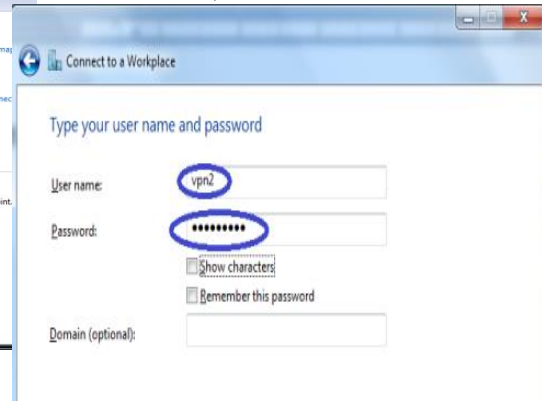 Connect to a Workplace
Type your user name and password
User name:
vpn2
Password:
•••••••••
Show characters
Remember this password
Domain (optional):
int.